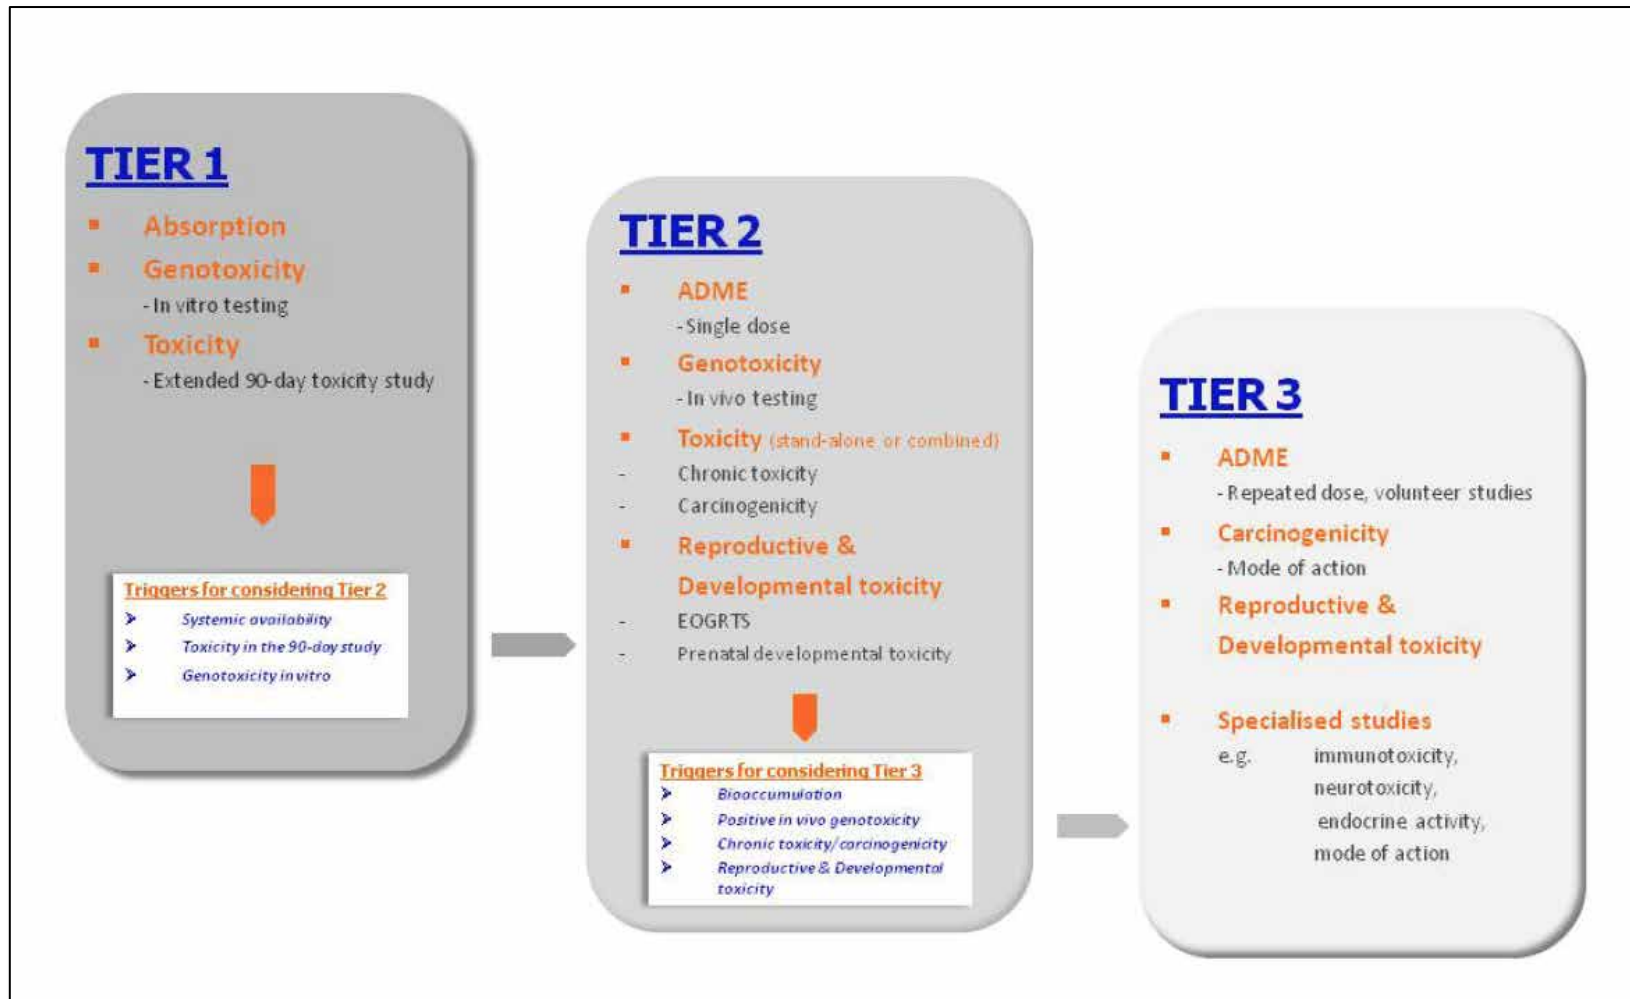 TIER 1
▪ Absorption
▪ Genotoxicity
- In vitro testing
▪ Toxicity
- Extended 90-day toxicity study
Triggers for considering Tier 2
➢ Systemic availability
➢ Toxicity in the 90-day study
➢ Genotoxicity in vitro
TIER 2
▪ ADME
- Single dose
▪ Genotoxicity
- In vivo testing
▪ Toxicity (stand-alone or combined)
- Chronic toxicity
- Carcinogenicity
▪ Reproductive &
Developmental toxicity
- EOGRTS
- Prenatal developmental toxicity
Triggers for considering Tier 3
➢ Bioaccumulation
➢ Positive in vivo genotoxicity
➢ Chronic toxicity/carcinogenicity
➢ Reproductive & Developmental
toxicity
TIER 3
▪ ADME
- Repeated dose, volunteer studies
▪ Carcinogenicity
- Mode of action
▪ Reproductive &
Developmental toxicity
▪ Specialised studies
e.g. immunotoxicity,
neurotoxicity,
endocrine activity,
mode of action